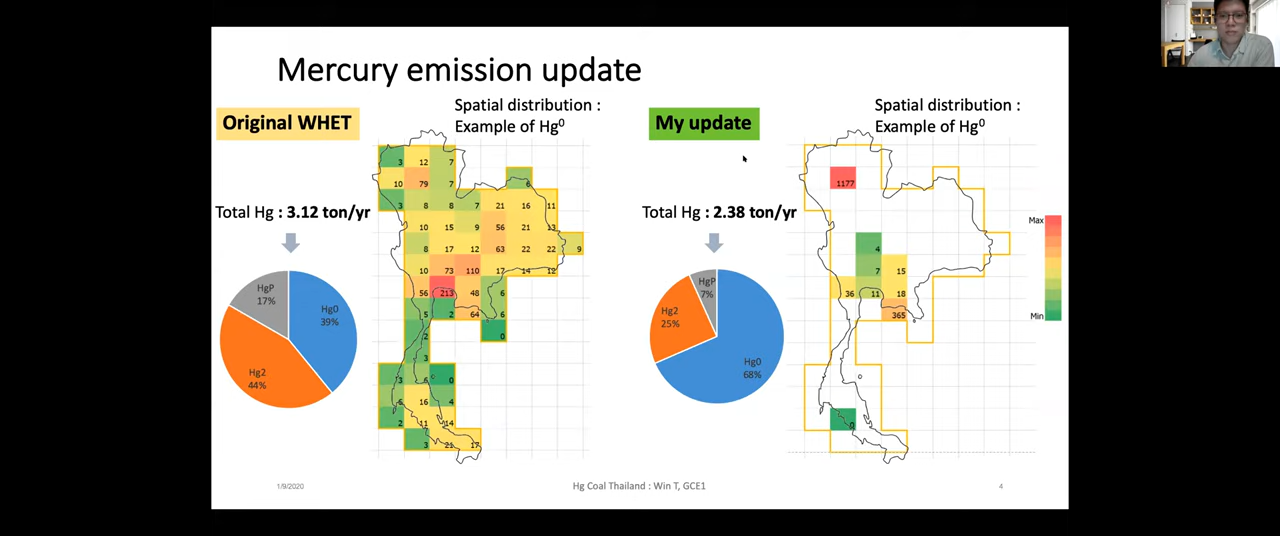 Mercury emission update
Original WHET
Spatial distribution :
Example of Hg⁰
Total Hg : 3.12 ton/yr
HgP
17%
Hg0
39%
Hg2
44%
3 12 7
10 79 7 6
3 8 8 7 21 16 11
10 15 9 56 21 13
8 17 12 63 22 22 9
10 73 110 17 14 12
56 213 48 6
5 2 64 6
2 0
3
3 6 0
6 16 4
2 11 14
3 21 17
My update
Spatial distribution :
Example of Hg⁰
Total Hg : 2.38 ton/yr
HgP
7%
Hg2
25%
Hg0
68%
1177
4
7 15
36 11 18
365
0
Max
Min
1/9/2020
Hg Coal Thailand : Win T, GCE1
4